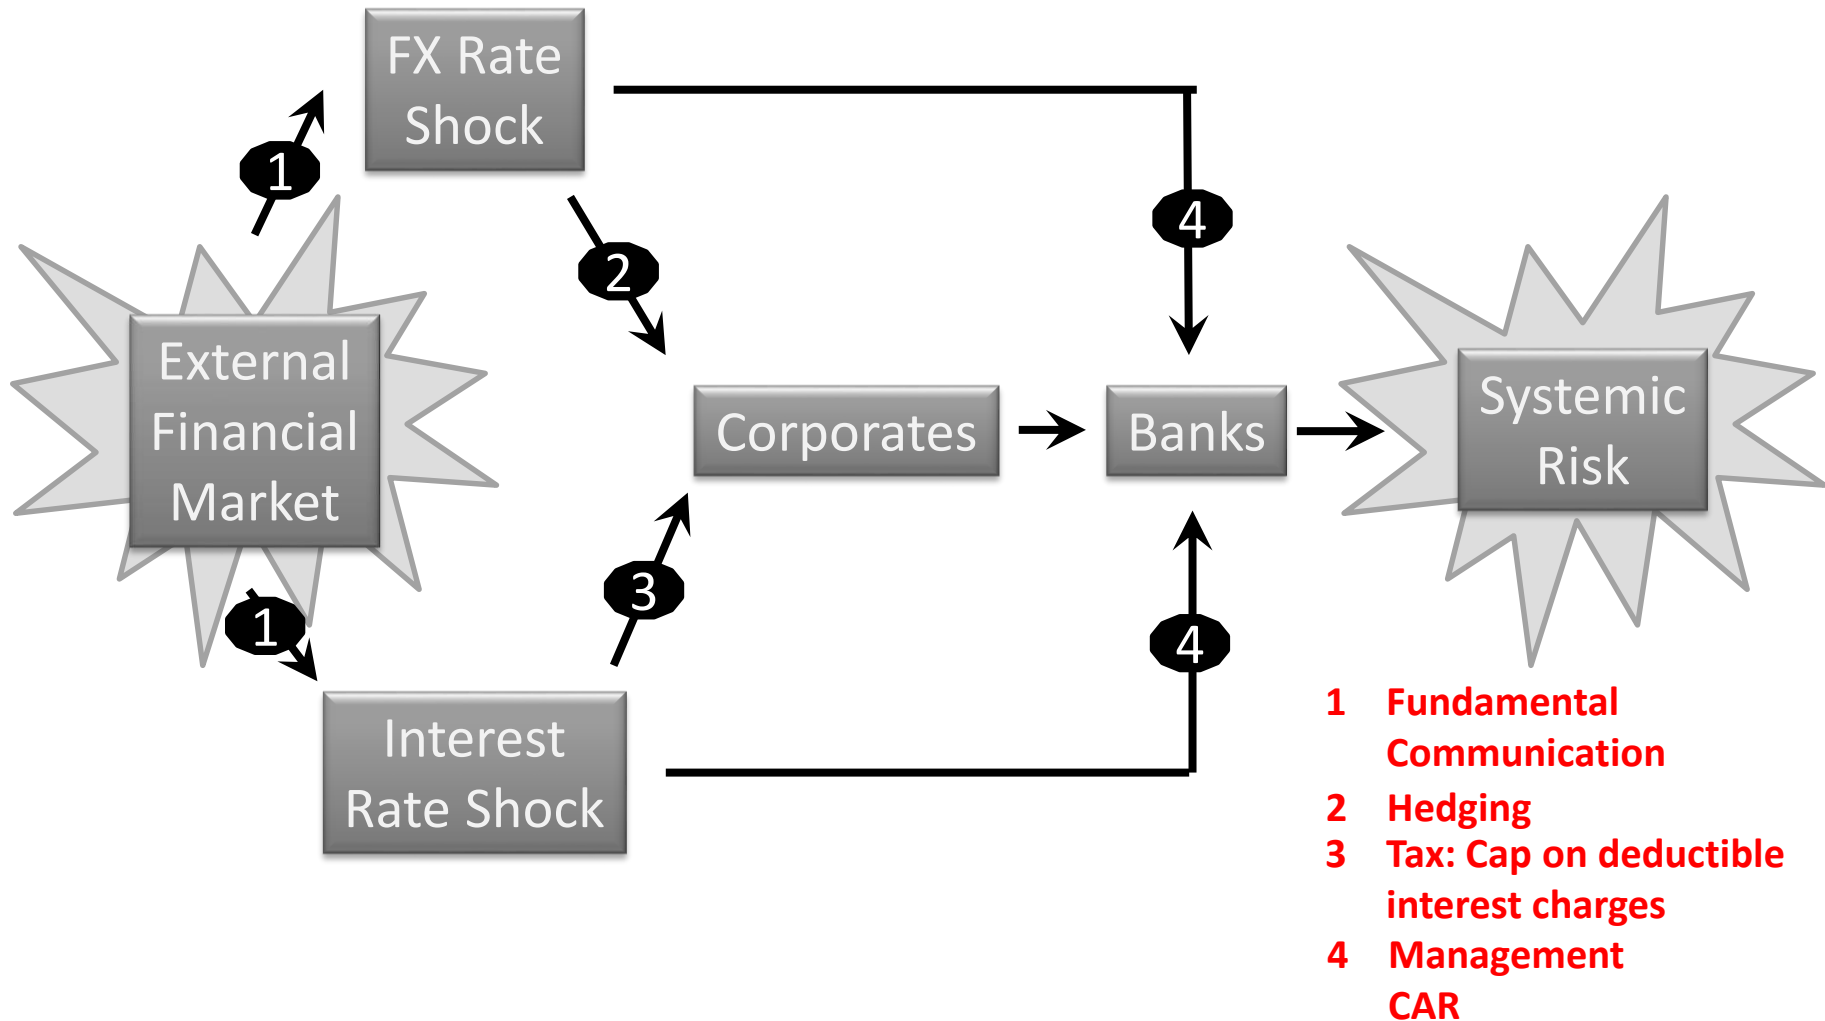 FX Rate
Shock
1
4
2
External
Financial
Market
Corporates
Banks
Systemic
Risk
3
1
4
Interest
Rate Shock
1 Fundamental
Communication
2 Hedging
3 Tax: Cap on deductible
interest charges
4 Management
CAR